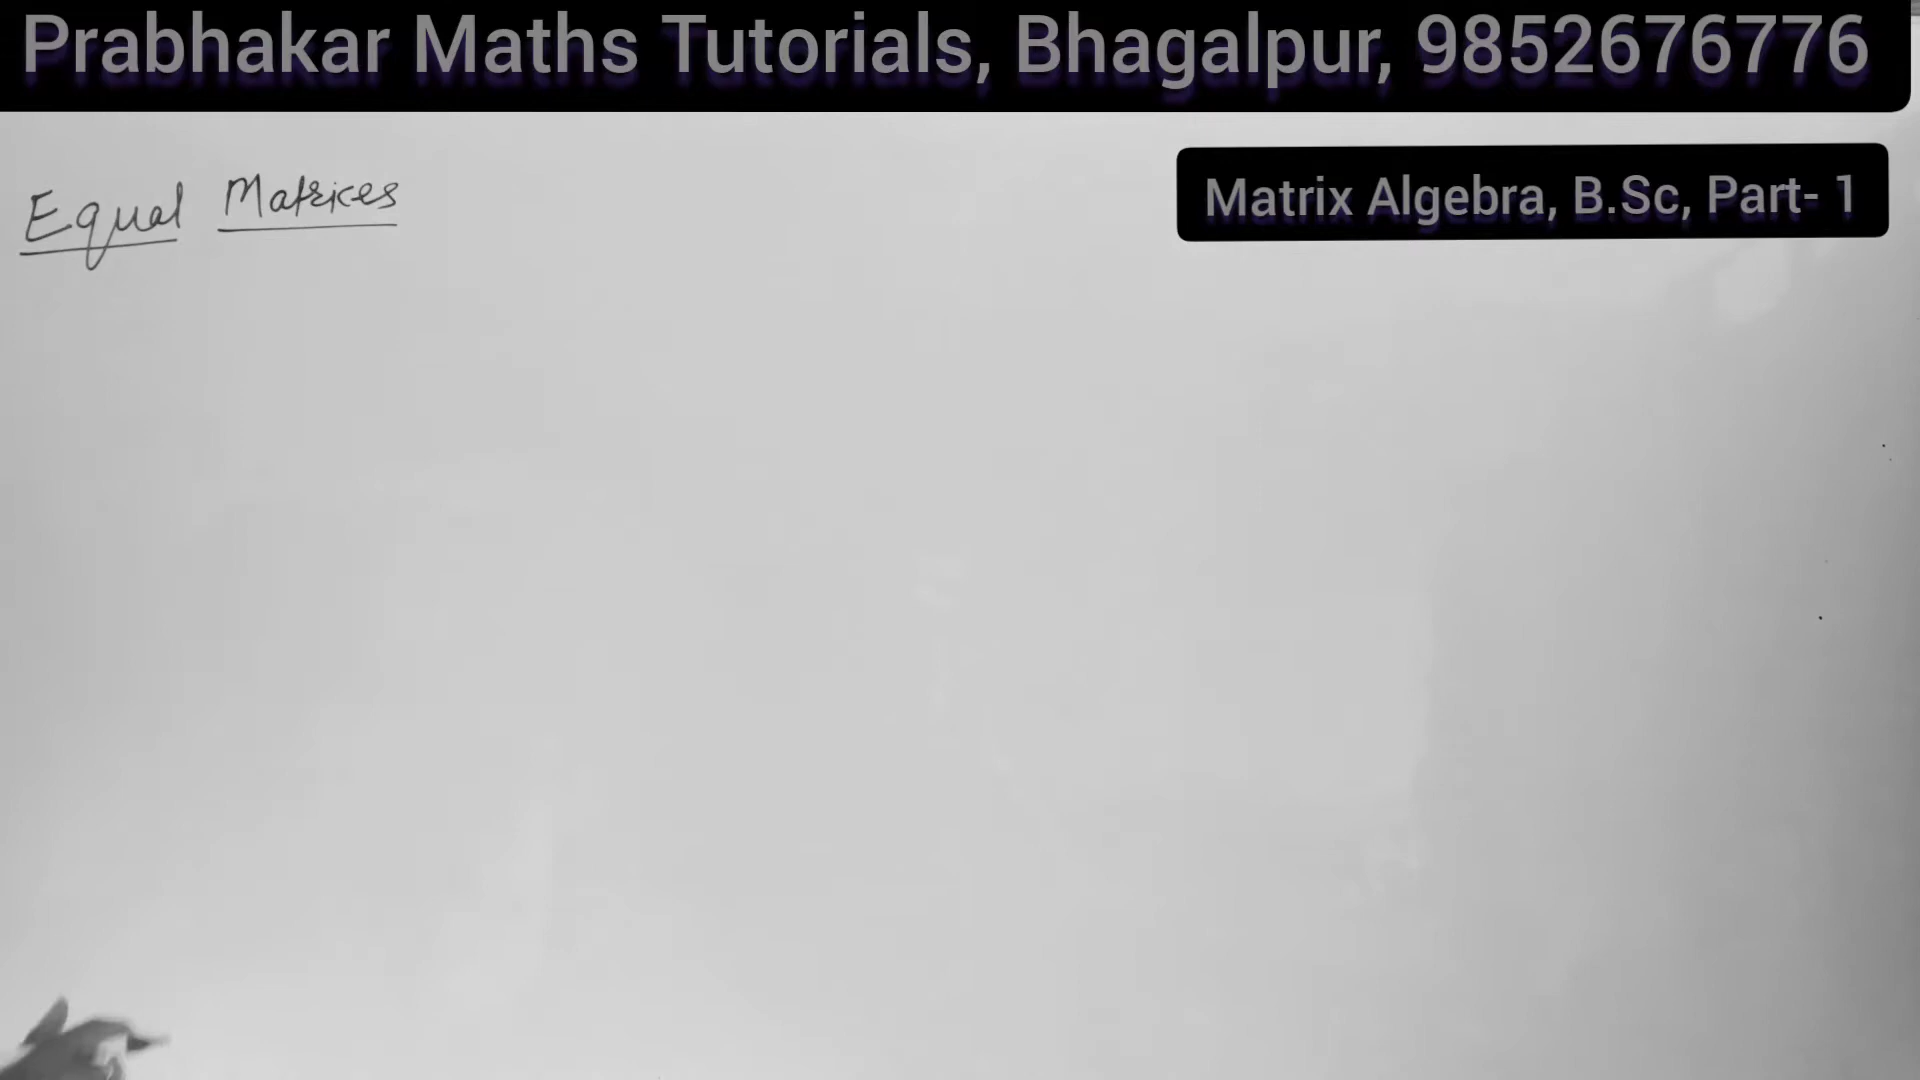 Prabhakar Maths Tutorials, Bhagalpur, 9852676776
Matrix Algebra, B.Sc, Part- 1
Equal Matrices